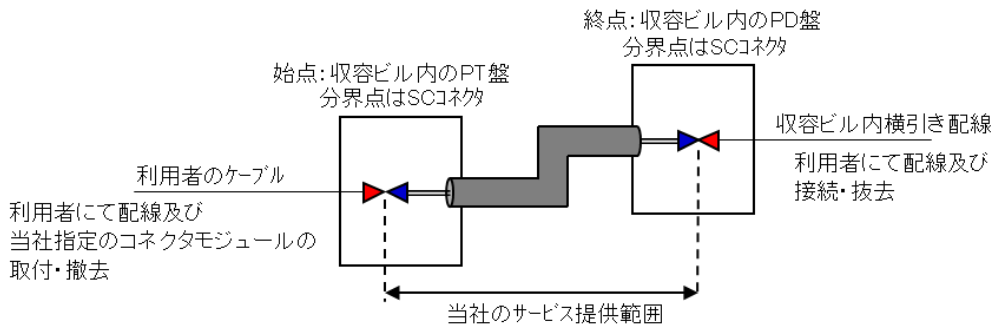 終点：収容ビル内のPD盤
分界点はSCコネクタ
始点：収容ビル内のPT盤
分界点はSCコネクタ
収容ビル内横引き配線
利用者にて配線及び
接続・抜去
利用者のケーブル
利用者にて配線及び
当社指定のコネクタモジュールの
取付・撤去
当社のサービス提供範囲